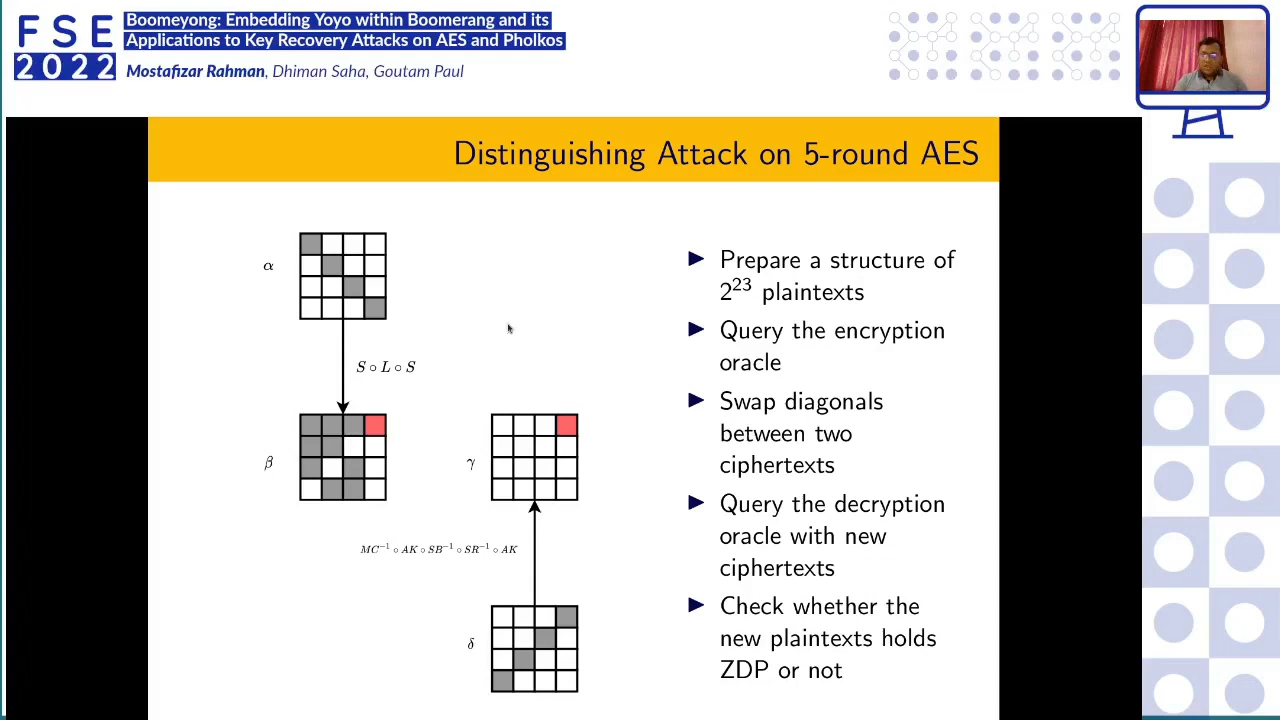 FSE
2022
Boomeyong: Embedding Yoyo within Boomerang and its
Applications to Key Recovery Attacks on AES and Pholkos
Mostafizar Rahman, Dhiman Saha, Goutam Paul
Distinguishing Attack on 5-round AES
α
S ∘ L ∘ S
β
γ
MC⁻¹ ∘ AK ∘ SB⁻¹ ∘ SR⁻¹ ∘ AK
δ
▶ Prepare a structure of
2²³ plaintexts
▶ Query the encryption
oracle
▶ Swap diagonals
between two
ciphertexts
▶ Query the decryption
oracle with new
ciphertexts
▶ Check whether the
new plaintexts holds
ZDP or not